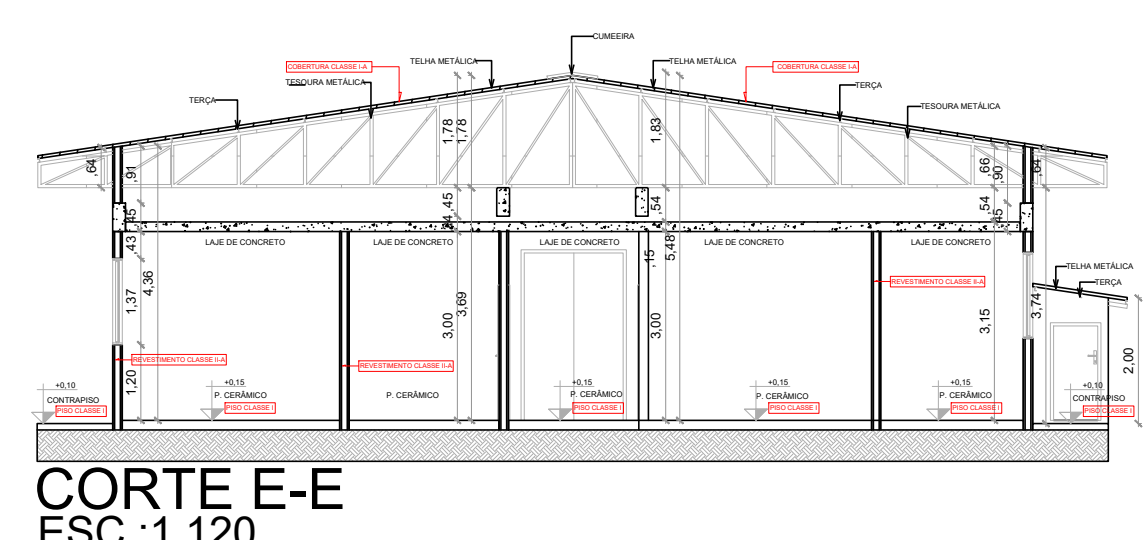 CUMEEIRA
TELHA METÁLICA
TELHA METÁLICA
COBERTURA CLASSE I-A
COBERTURA CLASSE I-A
TESOURA METÁLICA
TERÇA
TERÇA
TESOURA METÁLICA
1,78
1,78
1,83
,64
,91
,66
,90
,64
,45
,54
,54
,45
,45
LAJE DE CONCRETO
LAJE DE CONCRETO
LAJE DE CONCRETO
LAJE DE CONCRETO
LAJE DE CONCRETO
,43
4,36
1,37
3,69
3,00
,15
5,48
3,00
3,15
3,74
TELHA METÁLICA
TERÇA
REVESTIMENTO CLASSE II-A
REVESTIMENTO CLASSE II-A
REVESTIMENTO CLASSE II-A
1,20
2,00
+0,10
CONTRAPISO
PISO CLASSE I
+0,15
P. CERÂMICO
PISO CLASSE I
P. CERÂMICO
+0,15
P. CERÂMICO
PISO CLASSE I
+0,15
P. CERÂMICO
PISO CLASSE I
+0,15
P. CERÂMICO
PISO CLASSE I
+0,10
CONTRAPISO
PISO CLASSE I
CORTE E-E
ESC.:1.120